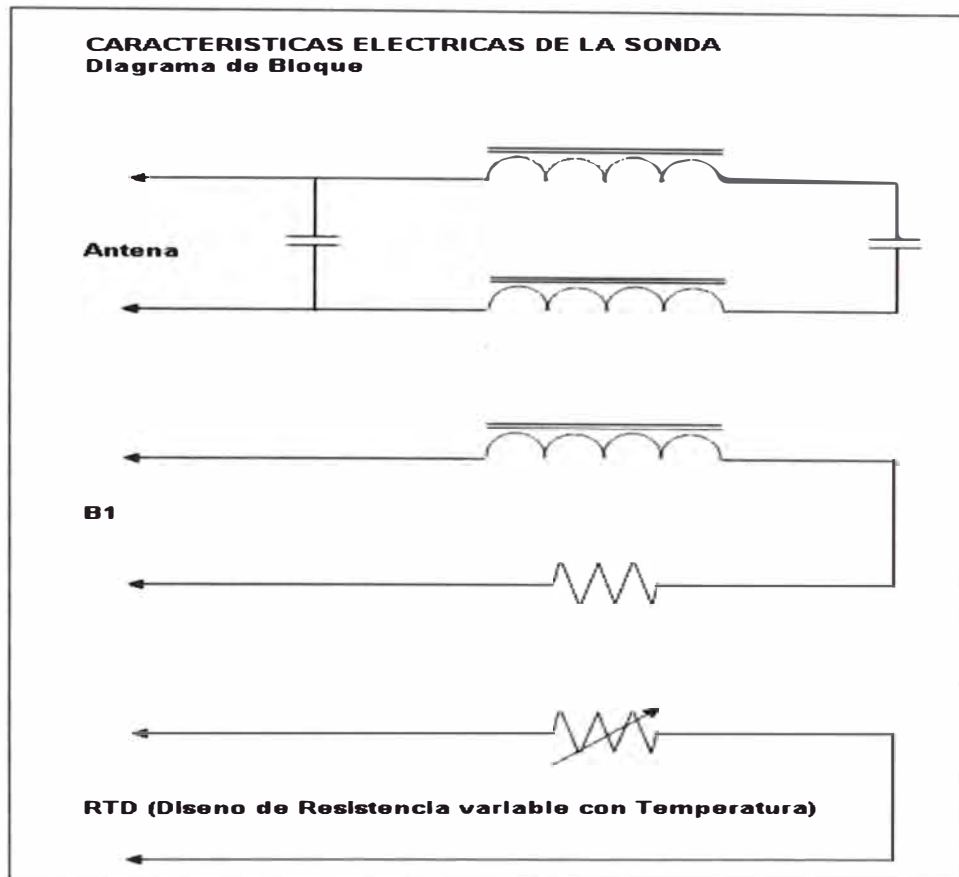 CARACTERISTICAS ELECTRICAS DE LA SONDA
Diagrama de Bloque
Antena
B1
RTD (Diseno de Resistencia variable con Temperatura)